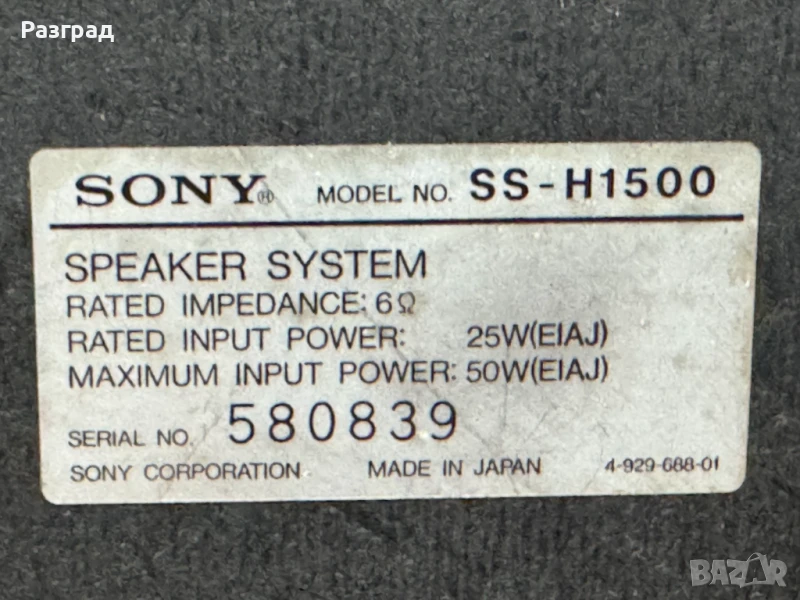 Разград
SONY® MODEL NO. SS-H1500
SPEAKER SYSTEM
RATED IMPEDANCE: 6Ω
RATED INPUT POWER: 25W(EIAJ)
MAXIMUM INPUT POWER: 50W(EIAJ)
SERIAL NO. 580839
SONY CORPORATION MADE IN JAPAN 4-929-688-01
BAZAR